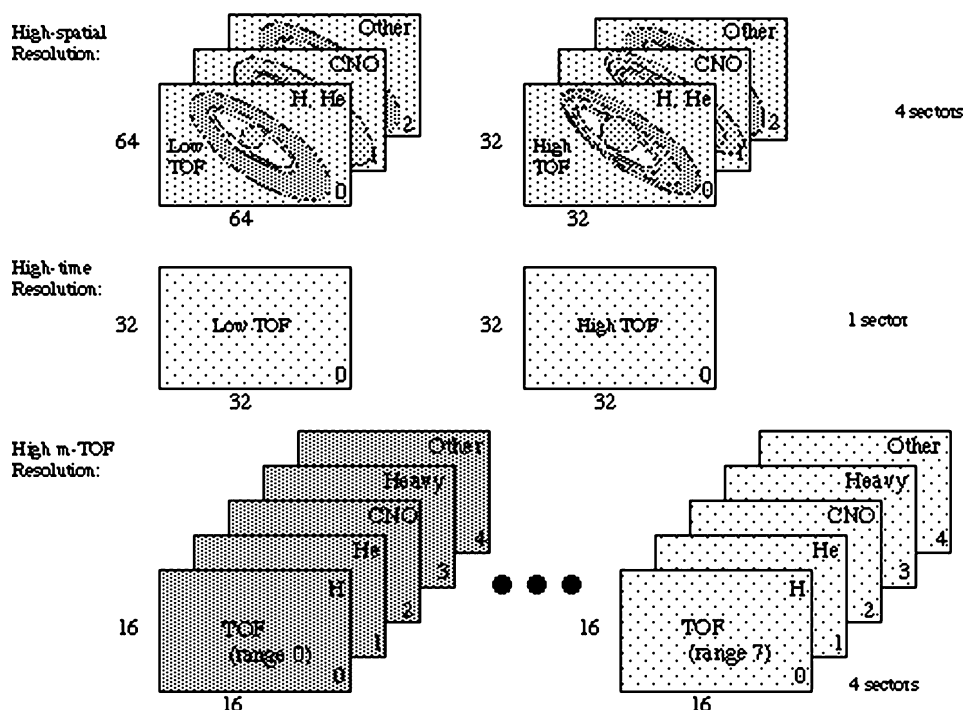 High-spatial
Resolution:
Other
CNO
H, He
Low
TOF
2
1
0
64
64
Other
CNO
H, He
High
TOF
2
1
0
32
32
4 sectors
High-time
Resolution:
Low TOF
0
32
32
High TOF
0
32
32
1 sector
High m-TOF
Resolution:
Other
Heavy
CNO
He
H
TOF
(range 0)
4
3
2
1
0
16
16
Other
Heavy
CNO
He
H
TOF
(range 7)
4
3
2
1
0
16
16
4 sectors